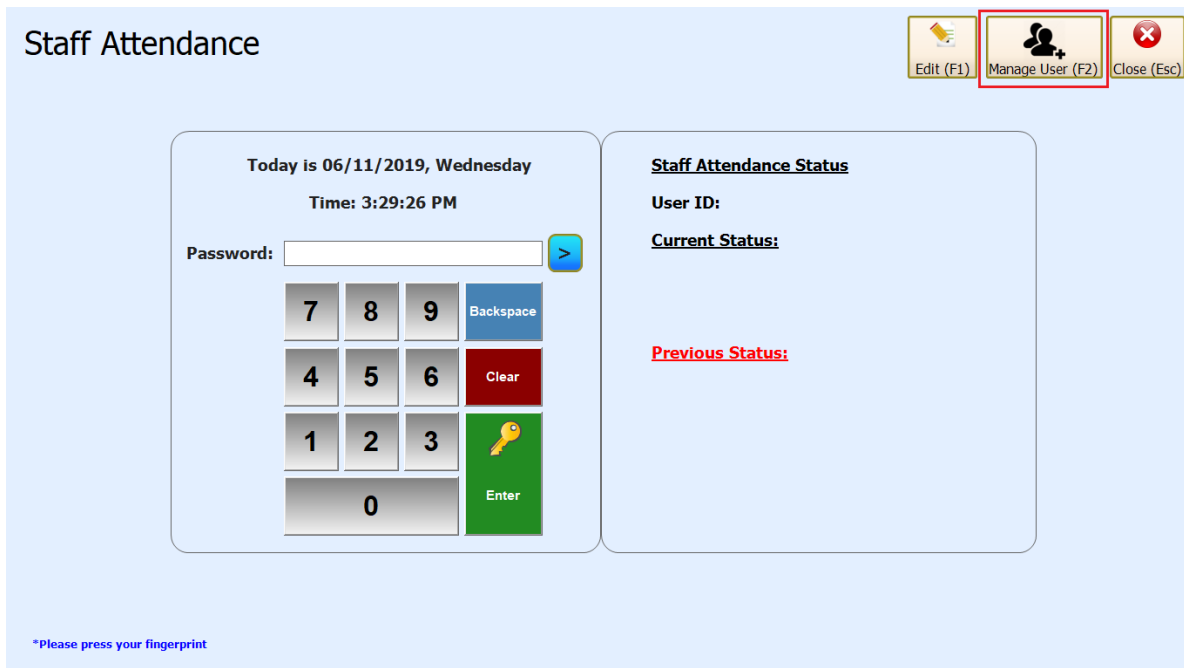 Staff Attendance
Edit (F1)
Manage User (F2)
Close (Esc)
Today is 06/11/2019, Wednesday
Time: 3:29:26 PM
Password:
>
7 8 9 Backspace
4 5 6 Clear
1 2 3
0 Enter
Staff Attendance Status
User ID:
Current Status:
Previous Status:
*Please press your fingerprint